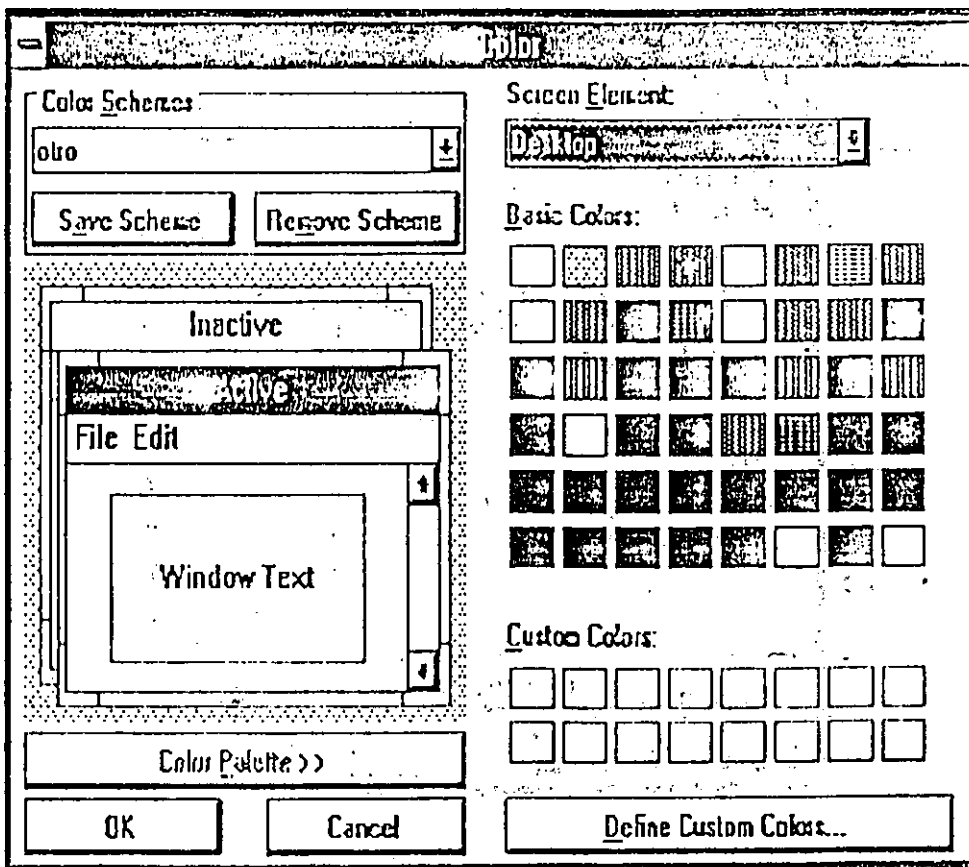 Color
Color Schemes
otro
Save Scheme
Remove Scheme
Inactive
Active
File Edit
Window Text
Color Palette >>
OK
Cancel
Screen Element:
Desktop
Basic Colors:
Custom Colors:
Define Custom Colors...